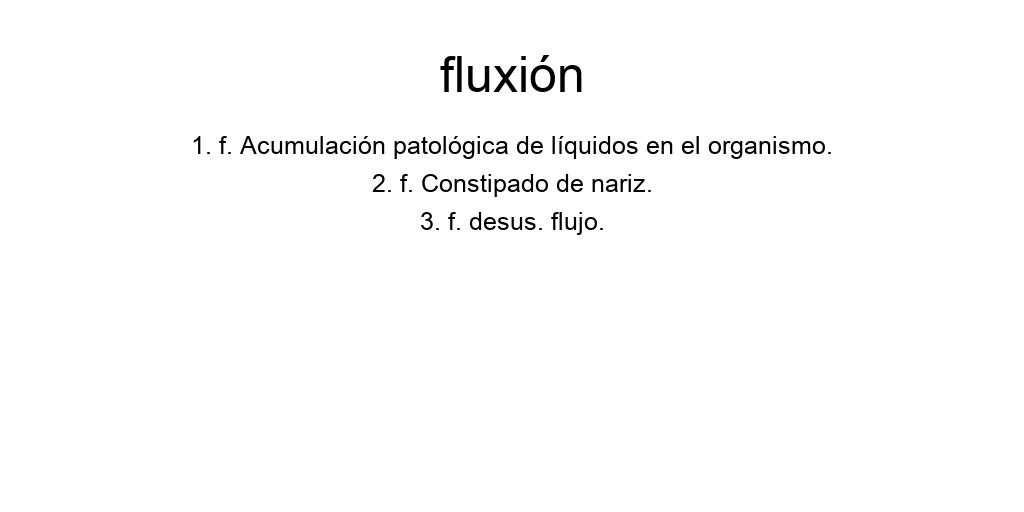 fluxión
1. f. Acumulación patológica de líquidos en el organismo.
2. f. Constipado de nariz.
3. f. desus. flujo.